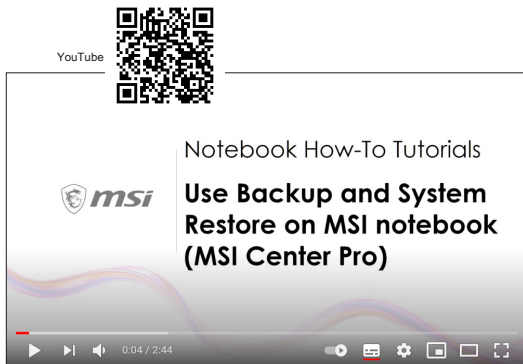 YouTube
Notebook How-To Tutorials
msi
Use Backup and System
Restore on MSI notebook
(MSI Center Pro)
0:04 / 2:44